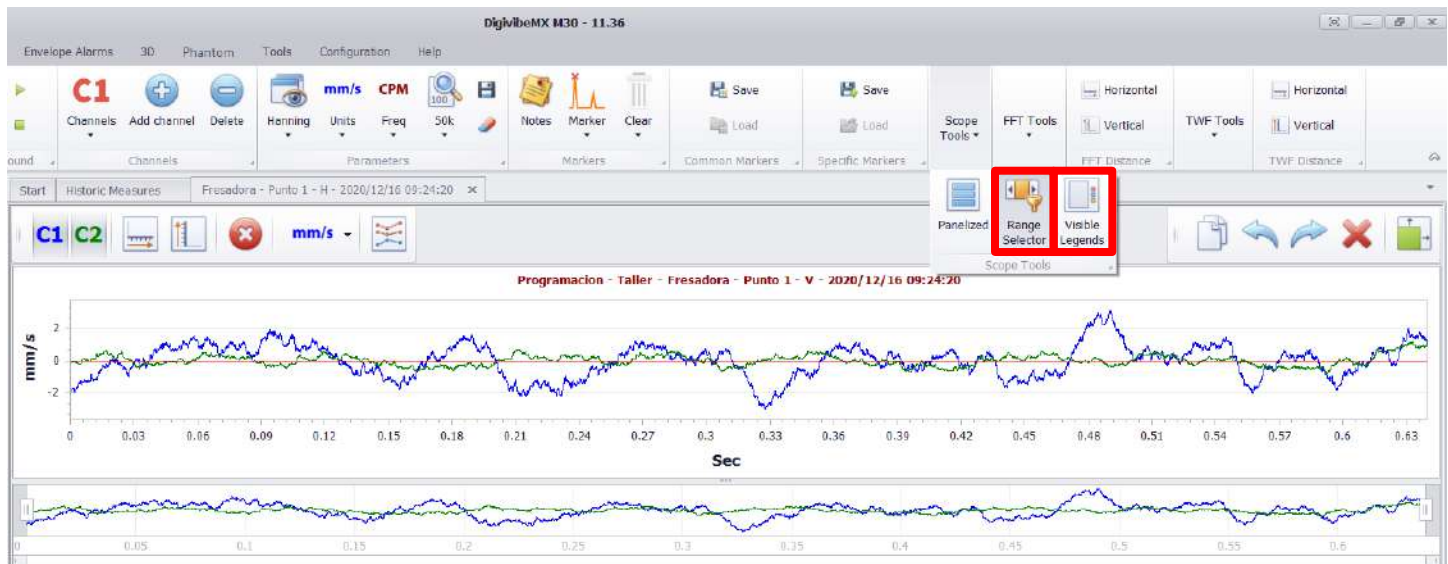 DigivibeMX M30 - 11.36
Envelope Alarms 3D Phantom Tools Configuration Help
C1 mm/s CPM 100 Save Save Horizontal Horizontal
Channels Add channel Delete Hanning Units Freq 50k Notes Marker Clear Load Load Scope Tools FFT Tools Vertical TWF Tools Vertical
ound Channels Parameters Markers Common Markers Specific Markers FFT Distance TWF Distance
Start Historic Measures Fresadora - Punto 1 - H - 2020/12/16 09:24:20
C1 C2 mm/s Panelized Range Selector Visible Legends
Scope Tools
Programacion - Taller - Fresadora - Punto 1 - V - 2020/12/16 09:24:20
mm/s
2
0
-2
0 0.03 0.06 0.09 0.12 0.15 0.18 0.21 0.24 0.27 0.3 0.33 0.36 0.39 0.42 0.45 0.48 0.51 0.54 0.57 0.6 0.63
Sec
0 0.05 0.1 0.15 0.2 0.25 0.3 0.35 0.4 0.45 0.5 0.55 0.6